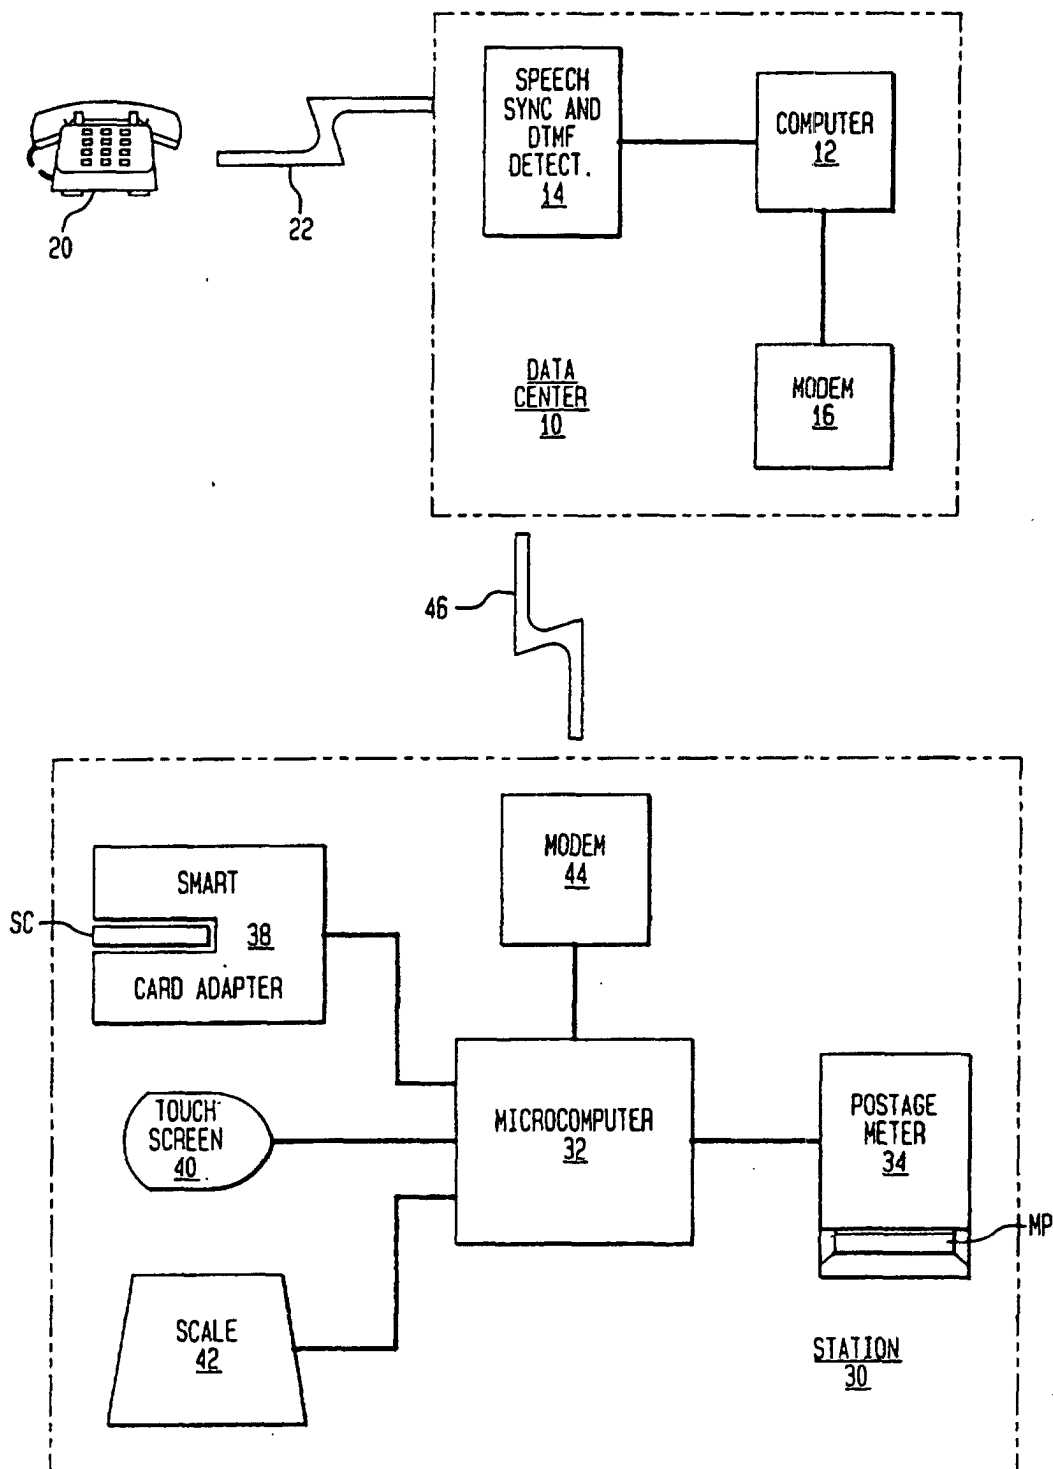 SPEECH
SYNC AND
DTMF
DETECT.
14
COMPUTER
12
20
22
DATA
CENTER
10
MODEM
16
46
MODEM
44
SMART
SC
38
CARD ADAPTER
TOUCH
SCREEN
40
MICROCOMPUTER
32
POSTAGE
METER
34
MP
SCALE
42
STATION
30